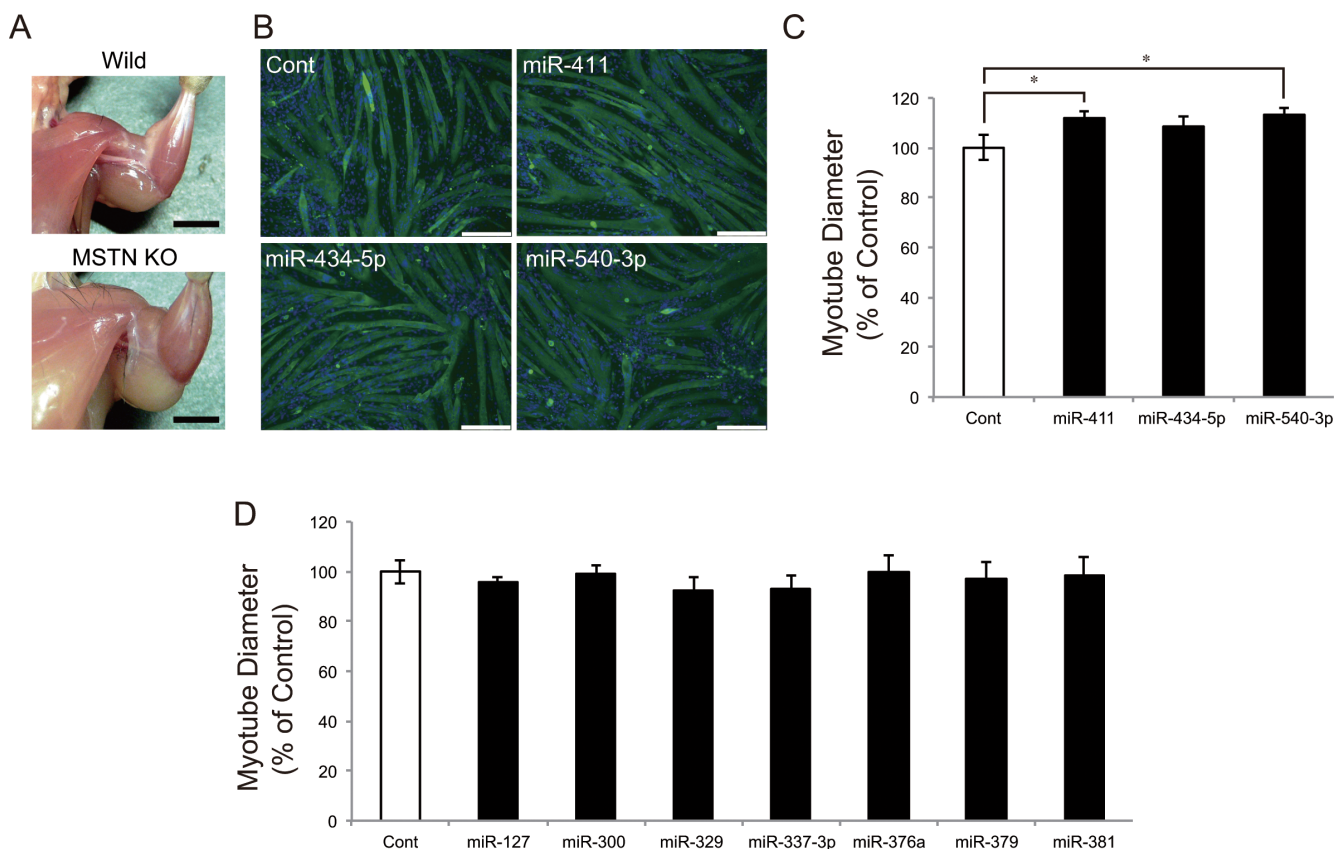 A
Wild
MSTN KO
B
Cont
miR-411
miR-434-5p
miR-540-3p
C
*
*
Myotube Diameter
(% of Control)
120
100
80
60
40
20
0
Cont miR-411 miR-434-5p miR-540-3p
D
Myotube Diameter
(% of Control)
120
100
80
60
40
20
0
Cont miR-127 miR-300 miR-329 miR-337-3p miR-376a miR-379 miR-381